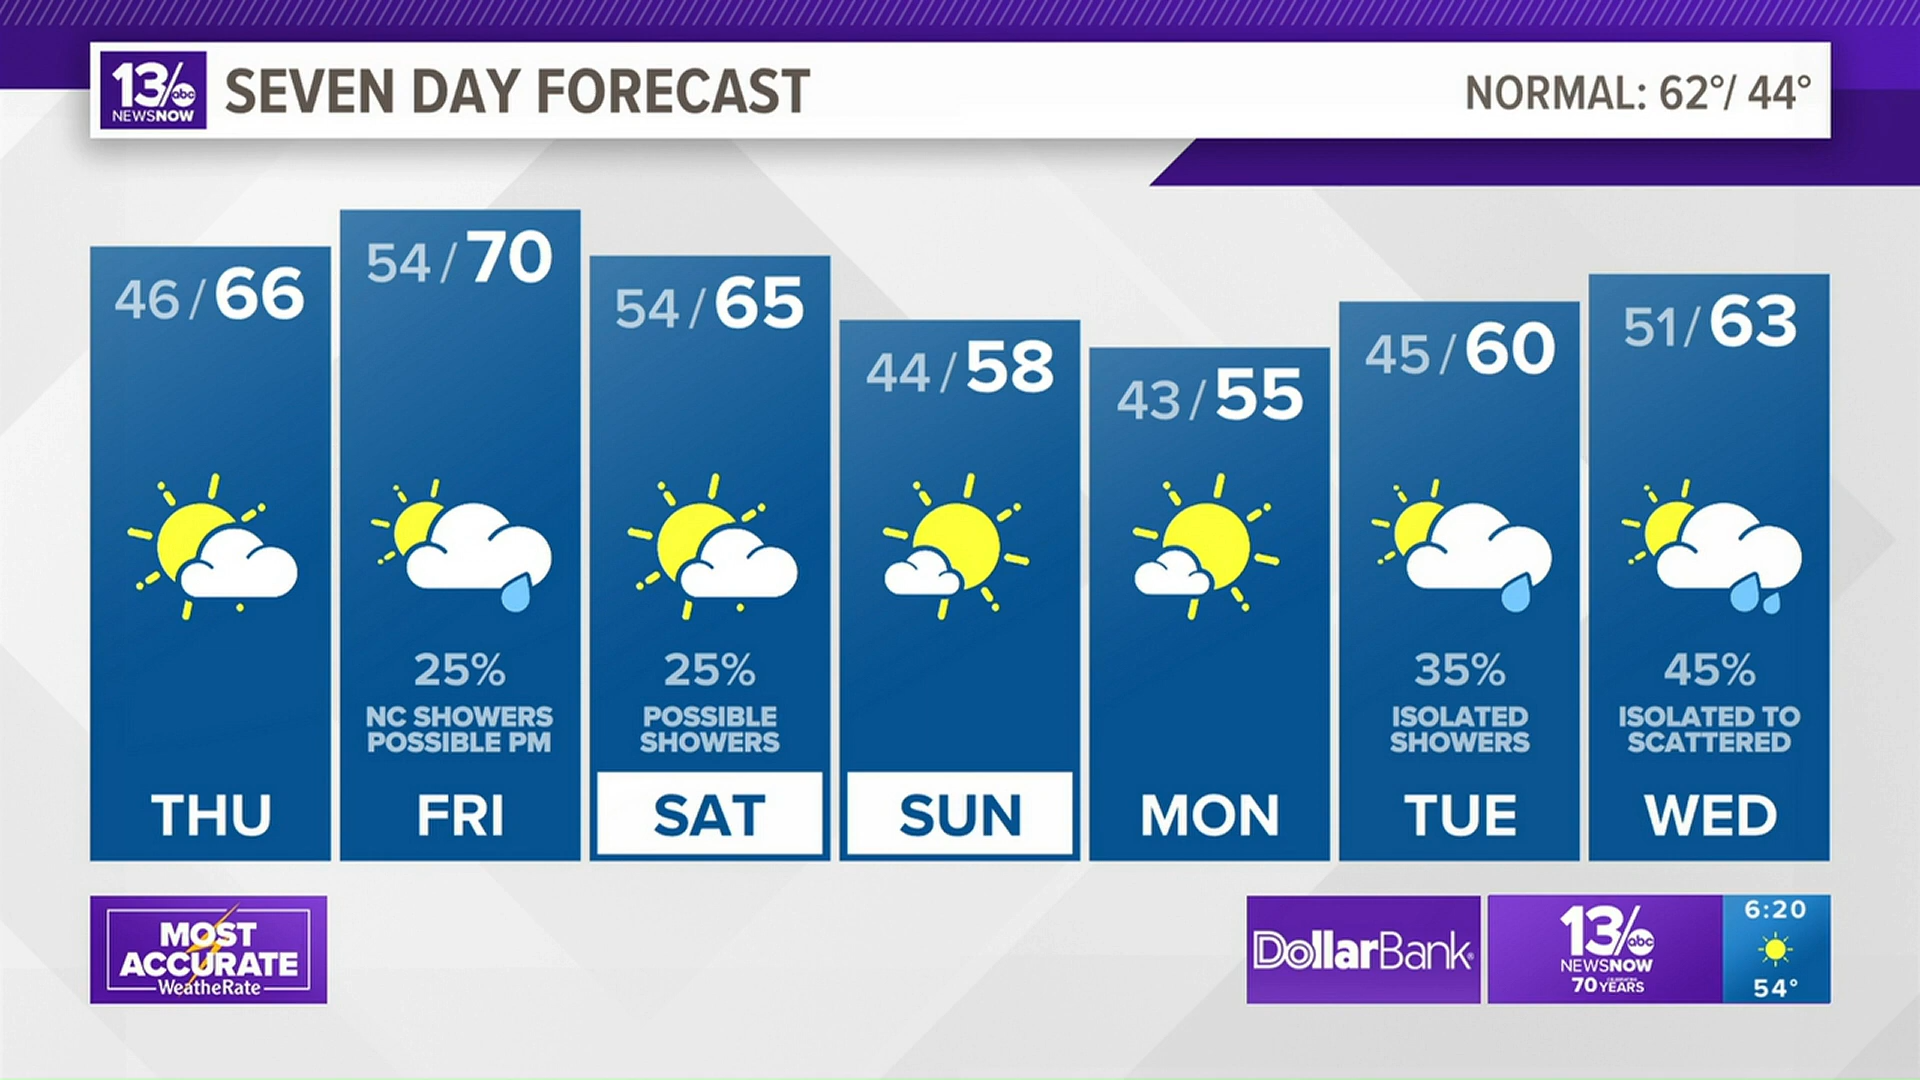 13 abc
NEWSNOW
SEVEN DAY FORECAST
NORMAL: 62°/ 44°
46/66
54/70
54/65
44/58
43/55
45/60
51/63
25%
25%
35%
45%
NC SHOWERS
POSSIBLE PM
POSSIBLE
SHOWERS
ISOLATED
SHOWERS
ISOLATED TO
SCATTERED
THU
FRI
SAT
SUN
MON
TUE
WED
MOST
ACCURATE
WeatheRate
DollarBank
13 abc
NEWSNOW
70 YEARS
6:20
54°